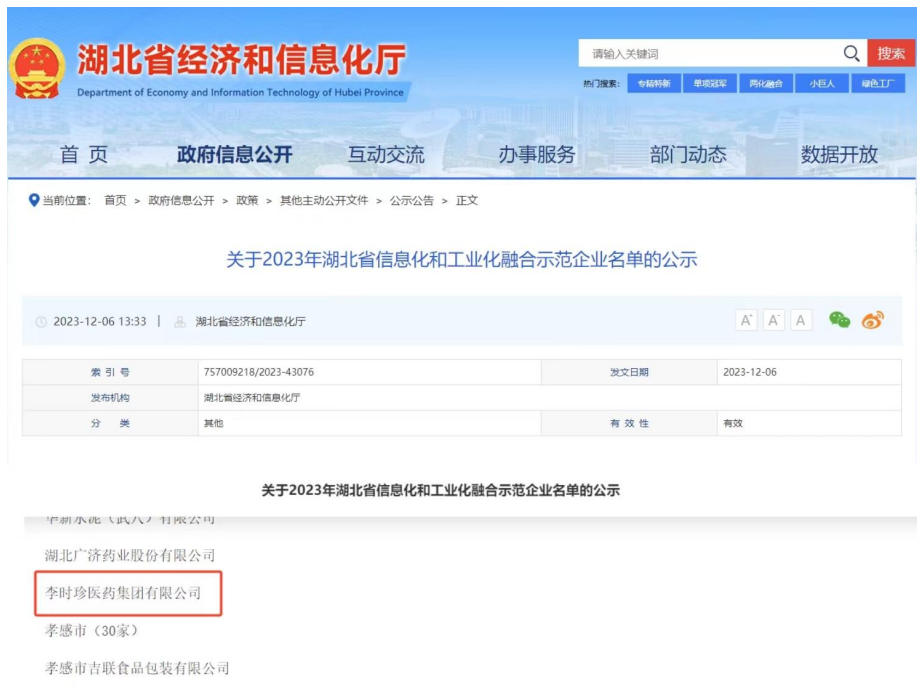 湖北省经济和信息化厅
Department of Economy and Information Technology of Hubei Province
请输入关键词 搜索
热门搜索: 专精特新 单项冠军 两化融合 小巨人 绿色工厂
首 页 政府信息公开 互动交流 办事服务 部门动态 数据开放
当前位置: 首页 > 政府信息公开 > 政策 > 其他主动公开文件 > 公示公告 > 正文
关于2023年湖北省信息化和工业化融合示范企业名单的公示
2023-12-06 13:33 | 湖北省经济和信息化厅 A+ A- A
索 引 号 757009218/2023-43076 发文日期 2023-12-06
发布机构 湖北省经济和信息化厅
分 类 其他 有 效 性 有效
关于2023年湖北省信息化和工业化融合示范企业名单的公示
华新水泥（武穴）有限公司
湖北广济药业股份有限公司
李时珍医药集团有限公司
孝感市（30家）
孝感市吉联食品包装有限公司